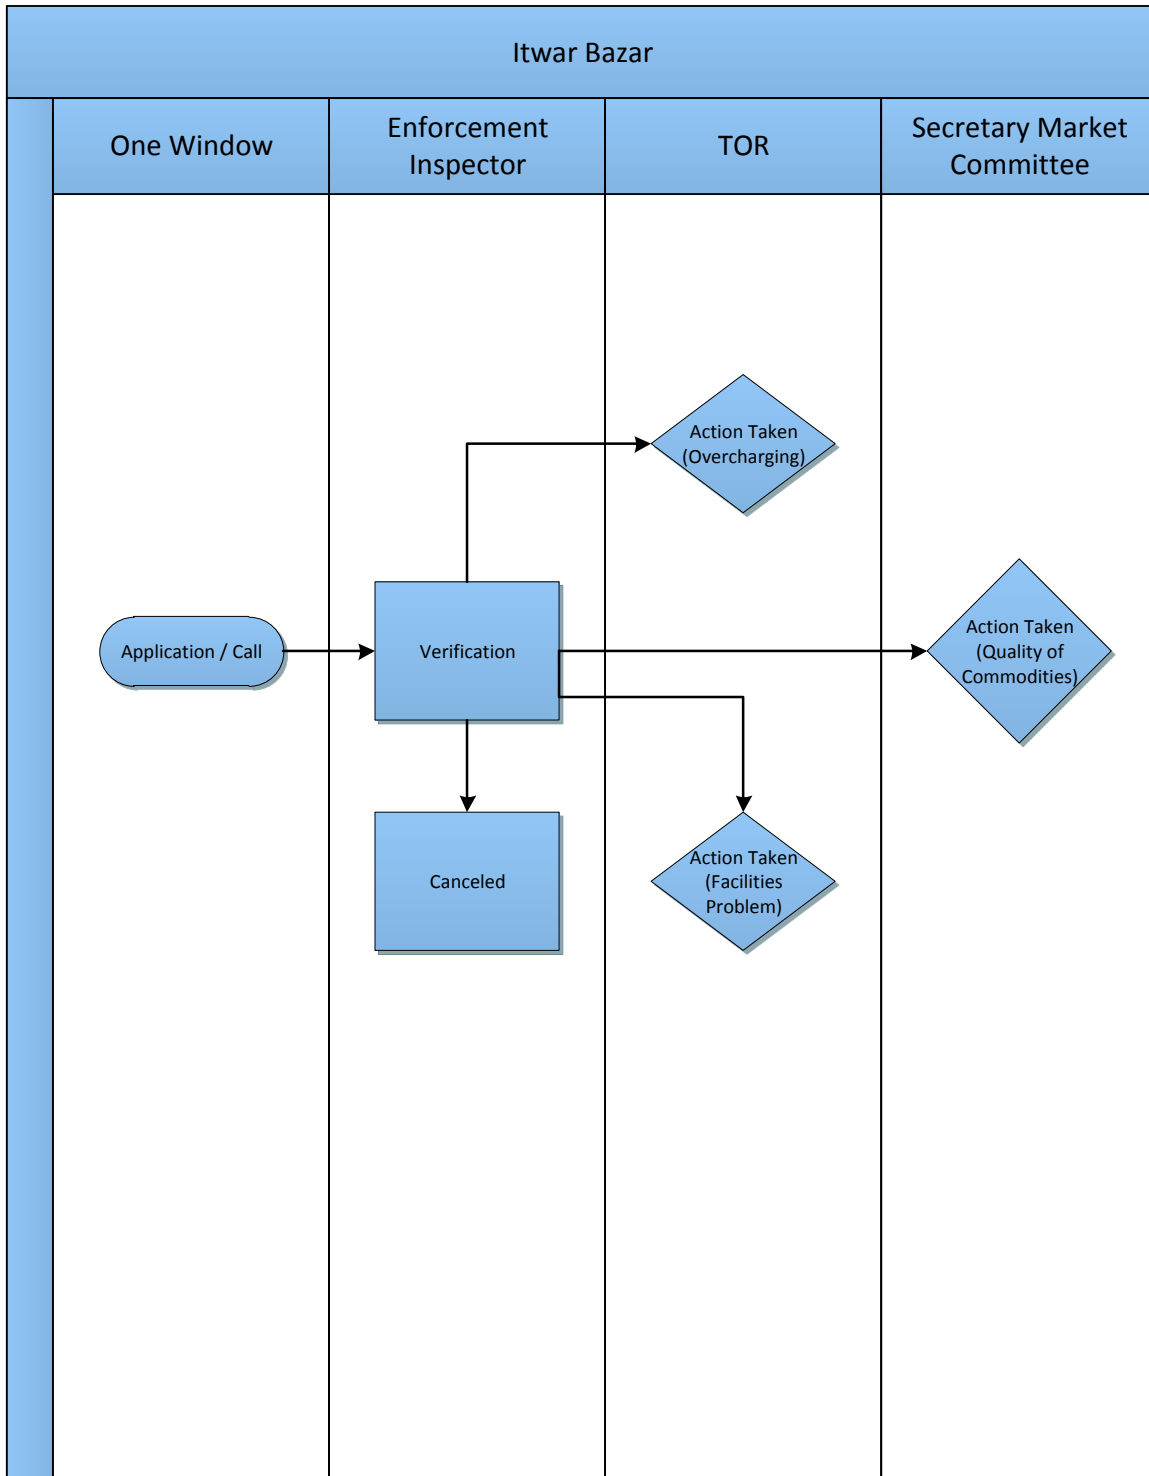 Itwar Bazar
One Window
Enforcement
Inspector
TOR
Secretary Market
Committee
Action Taken
(Overcharging)
Application / Call
Verification
Action Taken
(Quality of
Commodities)
Canceled
Action Taken
(Facilities
Problem)